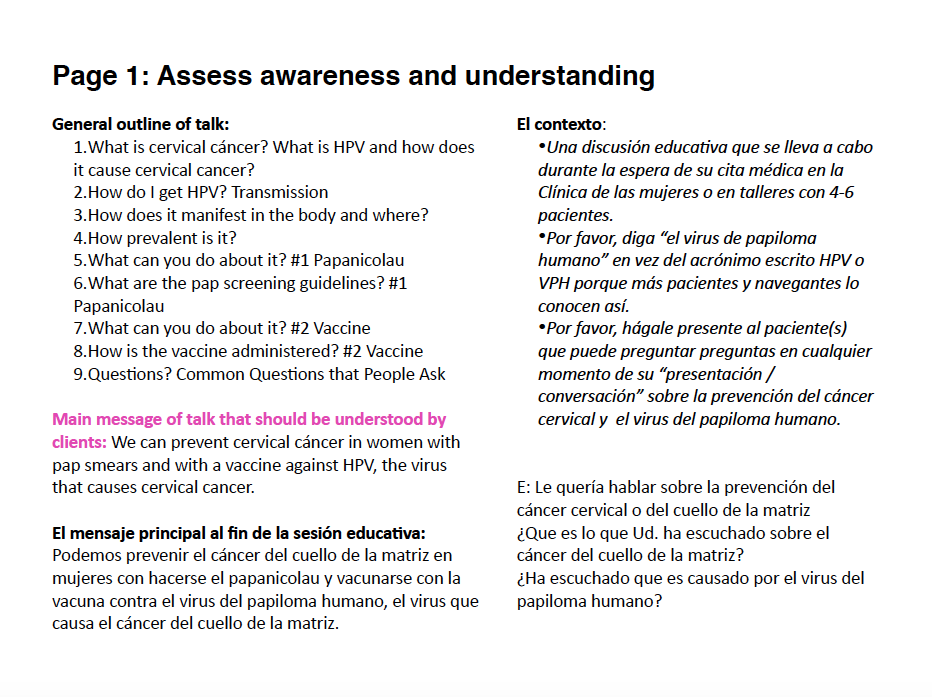 Page 1: Assess awareness and understanding
General outline of talk:
1.What is cervical cáncer? What is HPV and how does
it cause cervical cancer?
2.How do I get HPV? Transmission
3.How does it manifest in the body and where?
4.How prevalent is it?
5.What can you do about it? #1 Papanicolau
6.What are the pap screening guidelines? #1
Papanicolau
7.What can you do about it? #2 Vaccine
8.How is the vaccine administered? #2 Vaccine
9.Questions? Common Questions that People Ask
Main message of talk that should be understood by
clients: We can prevent cervical cáncer in women with
pap smears and with a vaccine against HPV, the virus
that causes cervical cancer.
El mensaje principal al fin de la sesión educativa:
Podemos prevenir el cáncer del cuello de la matriz en
mujeres con hacerse el papanicolau y vacunarse con la
vacuna contra el virus del papiloma humano, el virus que
causa el cáncer del cuello de la matriz.
El contexto:
•Una discusión educativa que se lleva a cabo
durante la espera de su cita médica en la
Clínica de las mujeres o en talleres con 4-6
pacientes.
•Por favor, diga “el virus de papiloma
humano” en vez del acrónimo escrito HPV o
VPH porque más pacientes y navegantes lo
conocen así.
•Por favor, hágale presente al paciente(s)
que puede preguntar preguntas en cualquier
momento de su “presentación /
conversación” sobre la prevención del cáncer
cervical y  el virus del papiloma humano.
E: Le quería hablar sobre la prevención del
cáncer cervical o del cuello de la matriz
¿Que es lo que Ud. ha escuchado sobre el
cáncer del cuello de la matriz?
¿Ha escuchado que es causado por el virus del
papiloma humano?